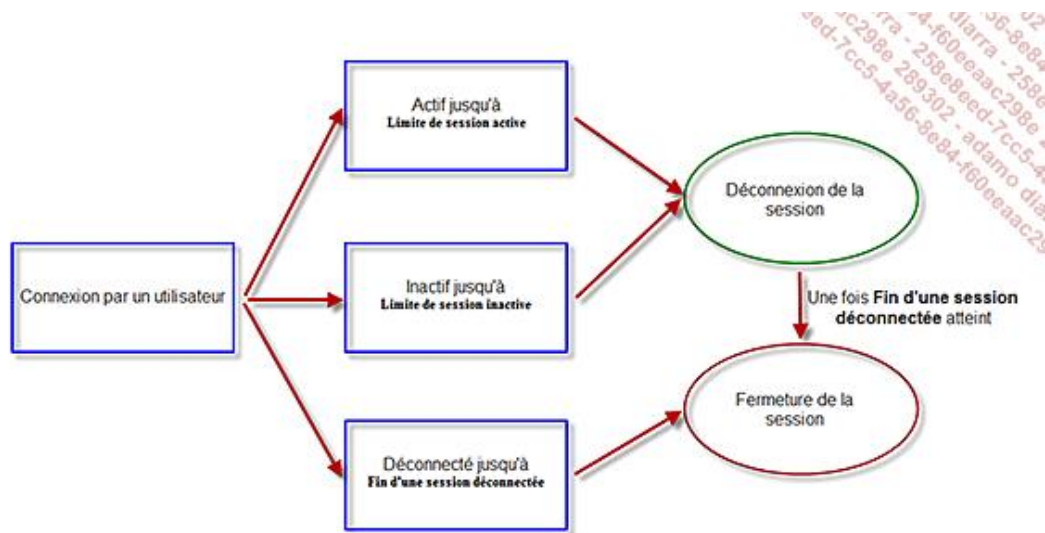 Actif jusqu'à
Limite de session active
Déconnexion de la
session
Connexion par un utilisateur
Inactif jusqu'à
Limite de session inactive
Une fois Fin d'une session
déconnectée atteint
Fermeture de la
session
Déconnecté jusqu'à
Fin d'une session déconnectée